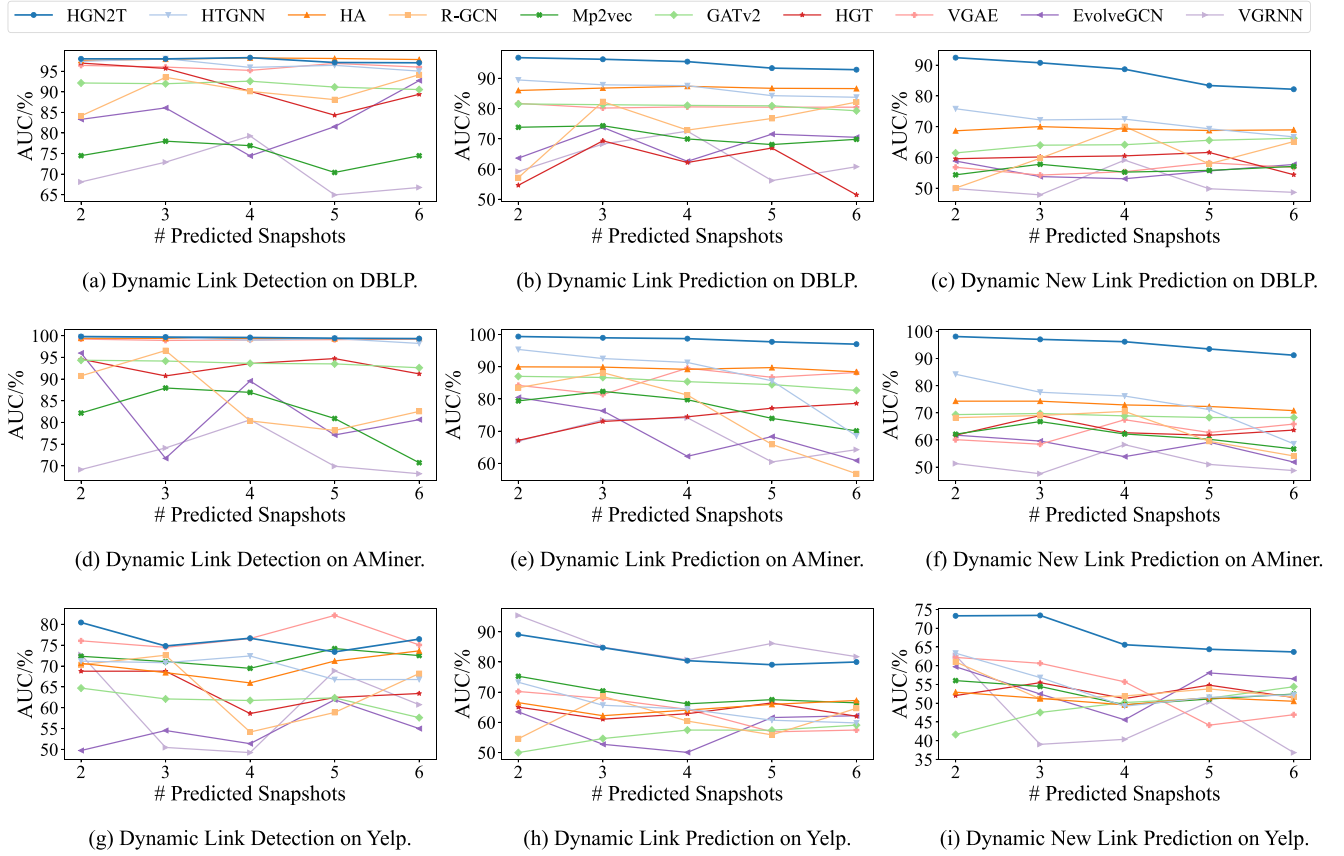 HGN2T HTGNN HA R-GCN Mp2vec GATv2 HGT VGAE EvolveGCN VGRNN
AUC/%
95
90
85
80
75
70
65
2 3 4 5 6
# Predicted Snapshots
(a) Dynamic Link Detection on DBLP.
AUC/%
90
80
70
60
50
2 3 4 5 6
# Predicted Snapshots
(b) Dynamic Link Prediction on DBLP.
AUC/%
90
80
70
60
50
2 3 4 5 6
# Predicted Snapshots
(c) Dynamic New Link Prediction on DBLP.
AUC/%
100
95
90
85
80
75
70
2 3 4 5 6
# Predicted Snapshots
(d) Dynamic Link Detection on AMiner.
AUC/%
100
90
80
70
60
2 3 4 5 6
# Predicted Snapshots
(e) Dynamic Link Prediction on AMiner.
AUC/%
100
90
80
70
60
50
2 3 4 5 6
# Predicted Snapshots
(f) Dynamic New Link Prediction on AMiner.
AUC/%
80
75
70
65
60
55
50
2 3 4 5 6
# Predicted Snapshots
(g) Dynamic Link Detection on Yelp.
AUC/%
90
80
70
60
50
2 3 4 5 6
# Predicted Snapshots
(h) Dynamic Link Prediction on Yelp.
AUC/%
75
70
65
60
55
50
45
40
35
2 3 4 5 6
# Predicted Snapshots
(i) Dynamic New Link Prediction on Yelp.